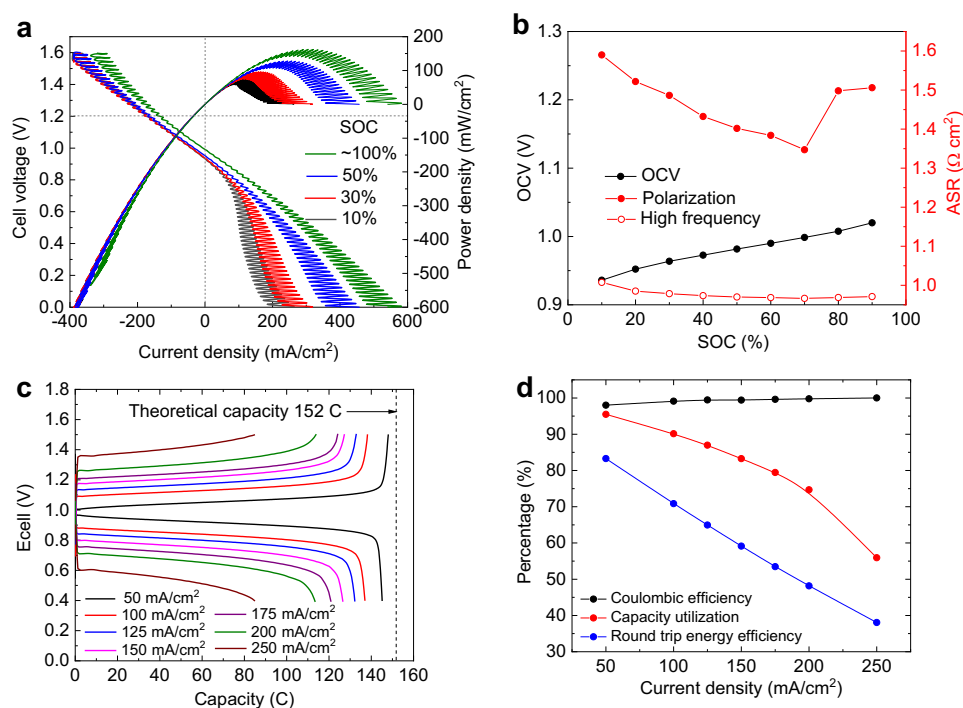 a
1.8
1.6
1.4
1.2
1.0
0.8
0.6
0.4
0.2
0.0
Cell voltage (V)
-400 -200 0 200 400 600
Current density (mA/cm²)
200
100
0
-100
-200
-300
-400
-500
-600
Power density (mW/cm²)
SOC
~100%
50%
30%
10%
b
1.3
1.2
1.1
1.0
0.9
OCV (V)
0 20 40 60 80 100
SOC (%)
1.6
1.5
1.4
1.3
1.2
1.1
1.0
ASR (Ω cm²)
OCV
Polarization
High frequency
c
1.8
1.6
1.4
1.2
1.0
0.8
0.6
0.4
0.2
0.0
Ecell (V)
Theoretical capacity 152 C
50 mA/cm²
100 mA/cm²
125 mA/cm²
150 mA/cm²
175 mA/cm²
200 mA/cm²
250 mA/cm²
0 20 40 60 80 100 120 140 160
Capacity (C)
d
100
90
80
70
60
50
40
30
Percentage (%)
Coulombic efficiency
Capacity utilization
Round trip energy efficiency
50 100 150 200 250
Current density (mA/cm²)